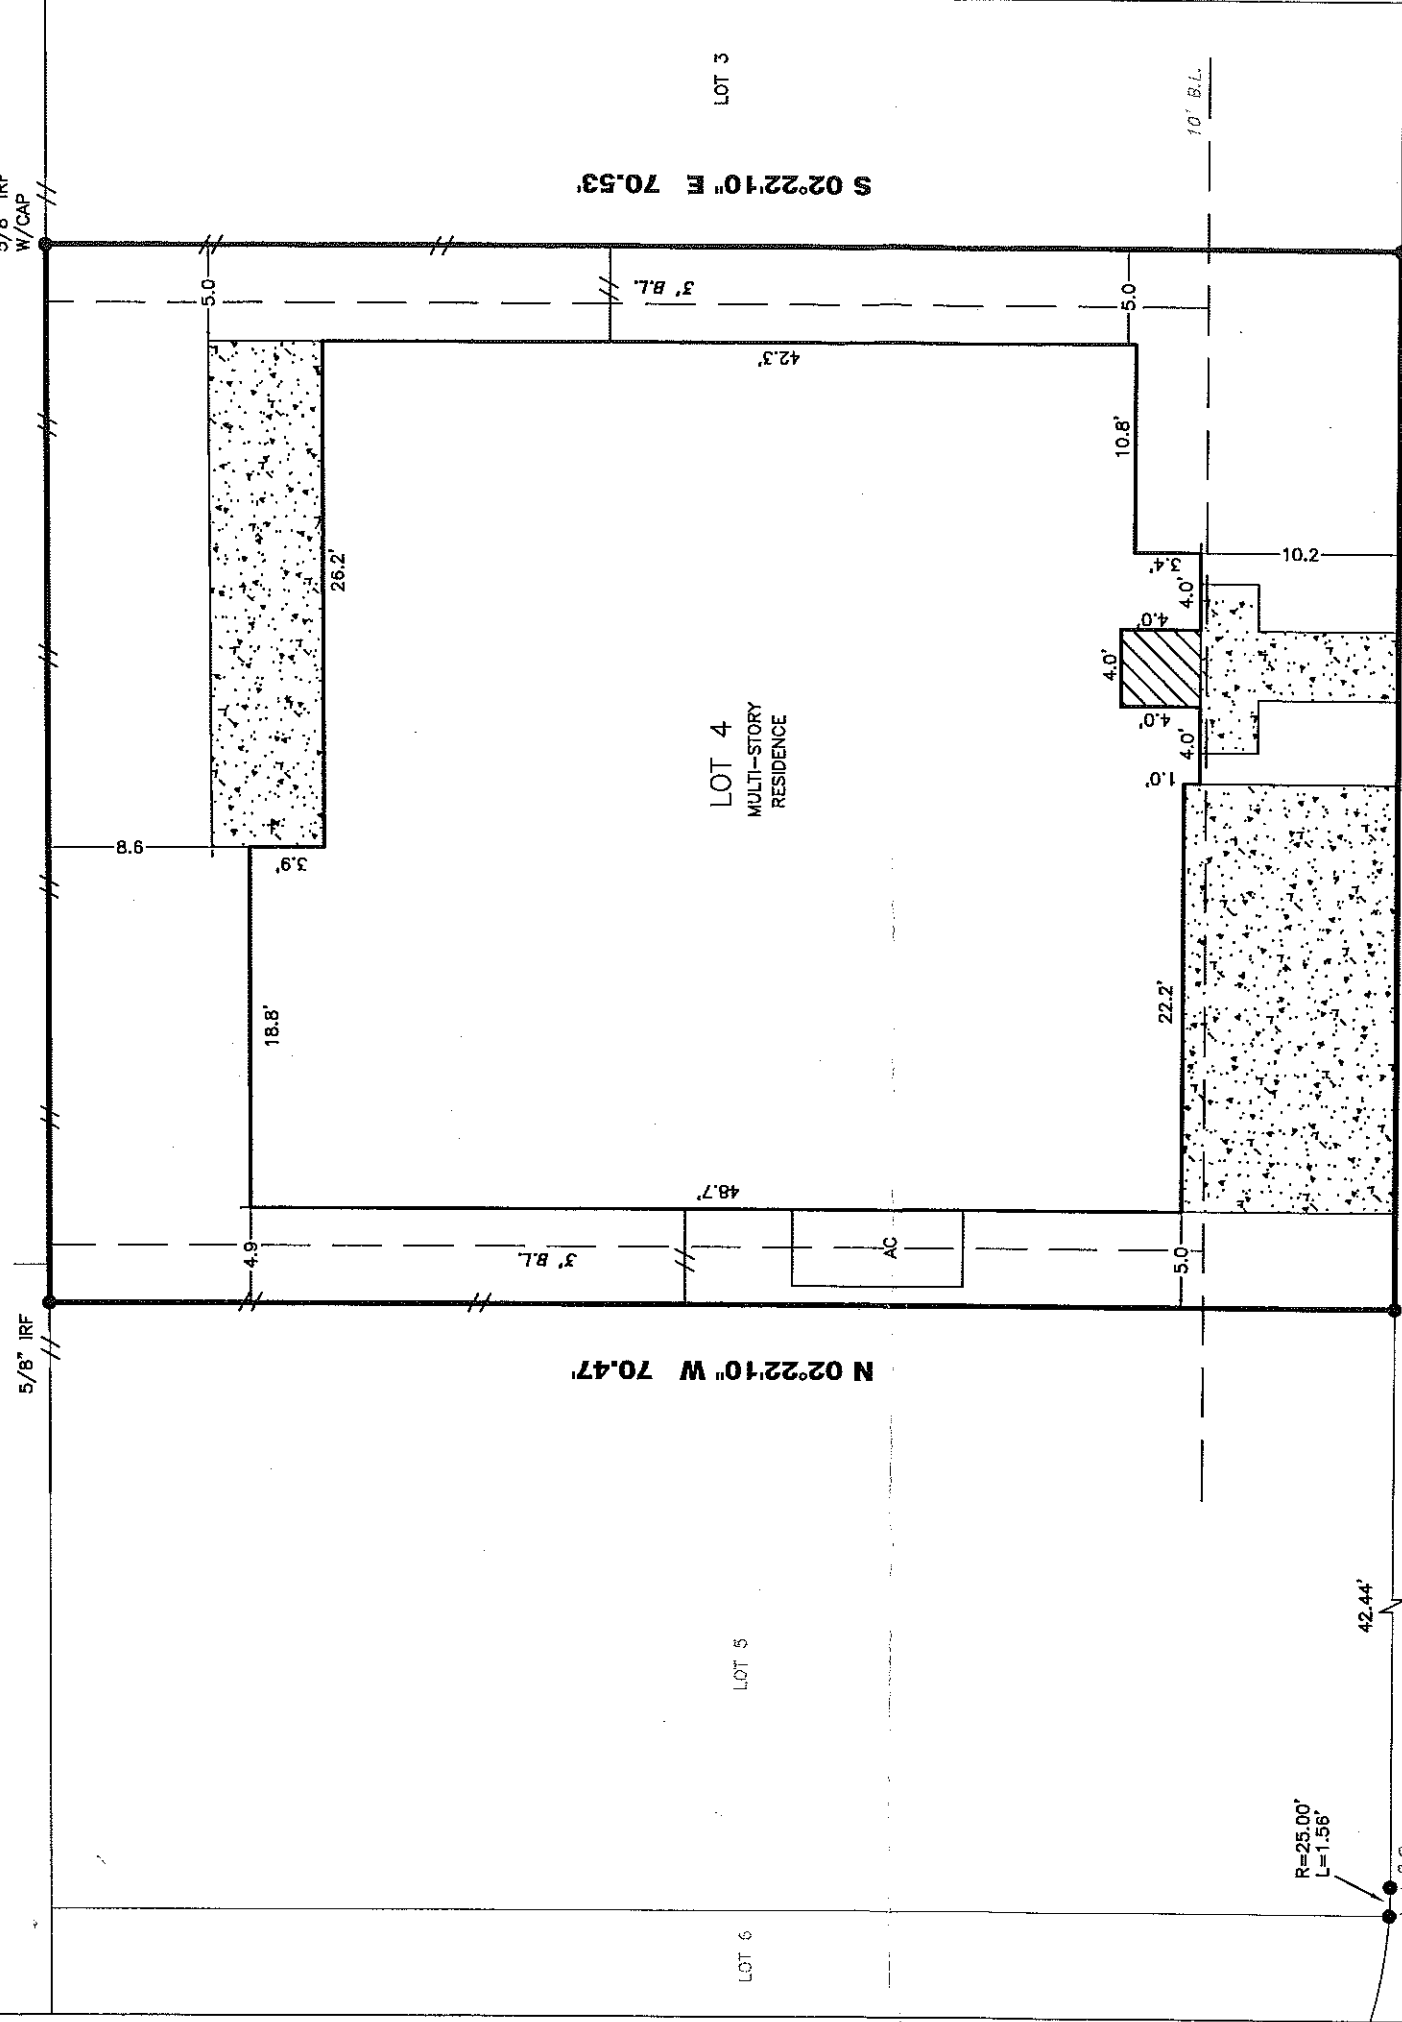 5/8" IRF
W/CAP
LOT 3
10' B.L.
S 02°22'10" E 70.53'
5.0
3' B.L.
5.0
42.3'
10.8'
26.2'
3.4'
10.2
4.0'
4.0'
4.0'
4.0'
4.0'
1.0'
LOT 4
MULTI-STORY
RESIDENCE
8.6
3.9'
18.8'
22.2'
48.7'
4.9
3' B.L.
AC
5.0
5/8" IRF
N 02°22'10" W 70.47'
42.44'
LOT 5
R=25.00'
L=1.56'
LOT 6